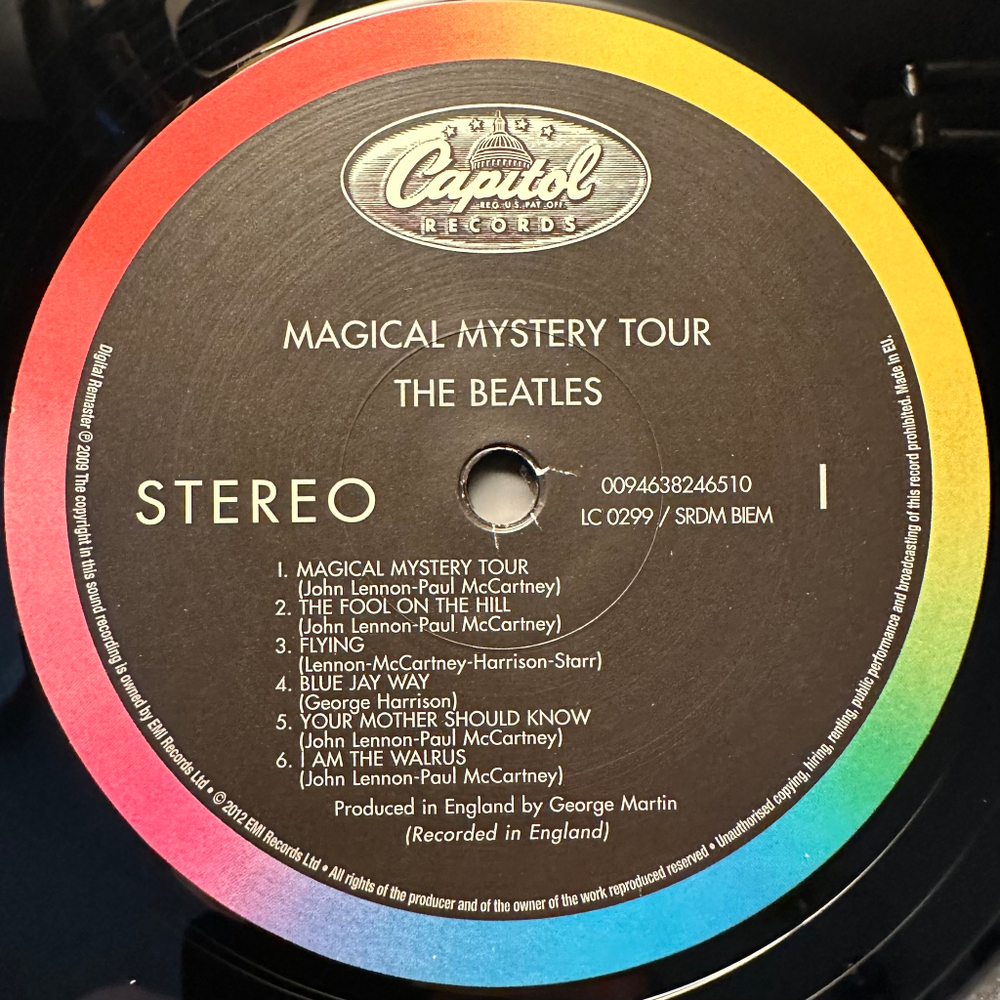 Capitol
REG. U.S. PAT. OFF.
RECORDS
MAGICAL MYSTERY TOUR
THE BEATLES
STEREO
0094638246510
LC 0299 / SRDM BIEM
I
1. MAGICAL MYSTERY TOUR
(John Lennon-Paul McCartney)
2. THE FOOL ON THE HILL
(John Lennon-Paul McCartney)
3. FLYING
(Lennon-McCartney-Harrison-Starr)
4. BLUE JAY WAY
(George Harrison)
5. YOUR MOTHER SHOULD KNOW
(John Lennon-Paul McCartney)
6. I AM THE WALRUS
(John Lennon-Paul McCartney)
Produced in England by George Martin
(Recorded in England)
Digital Remaster ℗ 2009 The copyright in this sound recording is owned by EMI Records Ltd • © 2012 EMI Records Ltd • All rights of the producer and of the owner of the work reproduced reserved • Unauthorised copying, hiring, renting, public performance and broadcasting of this record prohibited. Made in EU.